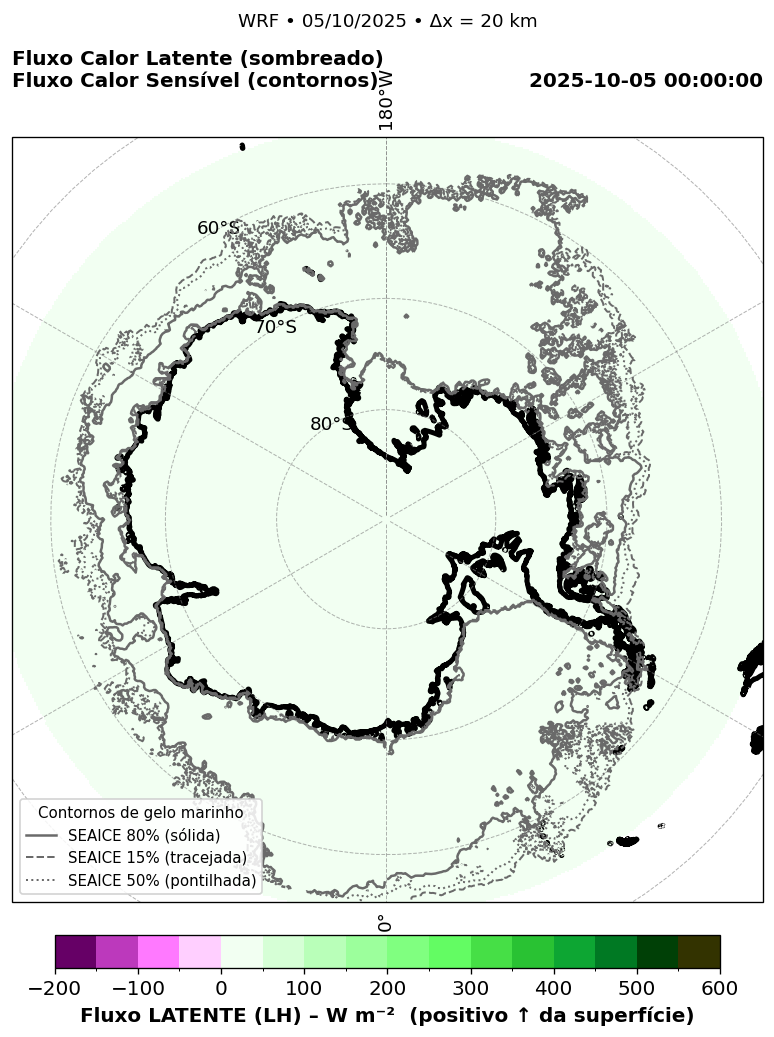 WRF • 05/10/2025 • Δx = 20 km
Fluxo Calor Latente (sombreado)
Fluxo Calor Sensível (contornos)
2025-10-05 00:00:00
180°W
60°S
70°S
80°S
Contornos de gelo marinho
SEAICE 80% (sólida)
SEAICE 15% (tracejada)
SEAICE 50% (pontilhada)
0°
−200 −100 0 100 200 300 400 500 600
Fluxo LATENTE (LH) – W m⁻² (positivo ↑ da superfície)